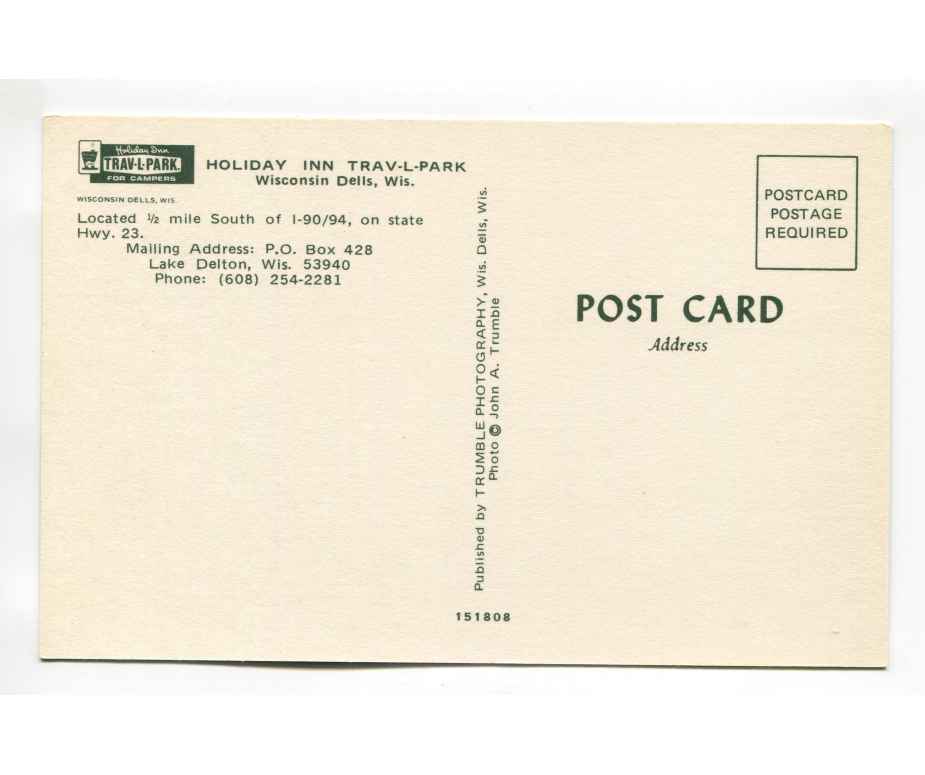 Holiday Inn
TRAV-L-PARK
FOR CAMPERS
WISCONSIN DELLS, WIS.
HOLIDAY INN TRAV-L-PARK
Wisconsin Dells, Wis.
Located ½ mile South of I-90/94, on state
Hwy. 23.
Mailing Address: P.O. Box 428
Lake Delton, Wis. 53940
Phone: (608) 254-2281
Published by TRUMBLE PHOTOGRAPHY, Wis. Dells, Wis.
Photo © John A. Trumble
151808
POSTCARD
POSTAGE
REQUIRED
POST CARD
Address